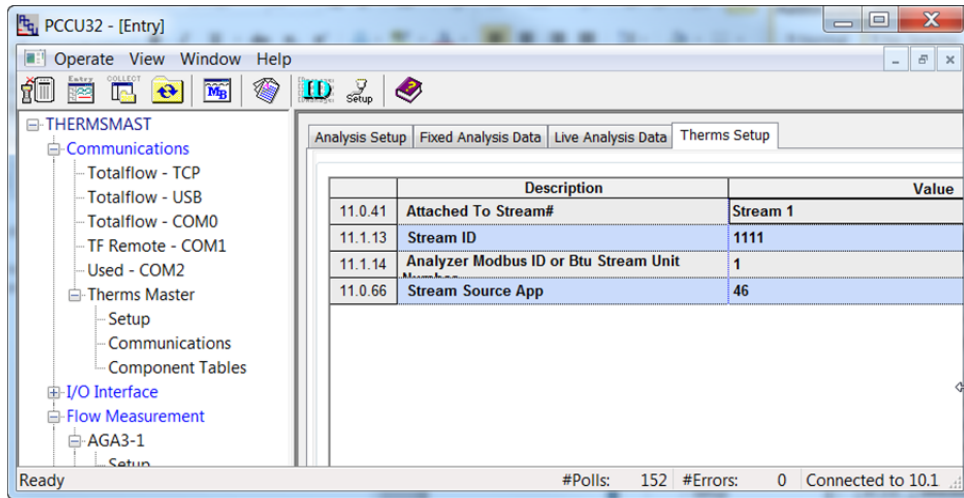 PCCU32 - [Entry]
Operate View Window Help
Entry COLLECT MB ID Setup
THERMSMAST
Communications
Totalflow - TCP
Totalflow - USB
Totalflow - COM0
TF Remote - COM1
Used - COM2
Therms Master
Setup
Communications
Component Tables
I/O Interface
Flow Measurement
AGA3-1
Setup
Analysis Setup Fixed Analysis Data Live Analysis Data Therms Setup
Description Value
11.0.41 Attached To Stream# Stream 1
11.1.13 Stream ID 1111
11.1.14 Analyzer Modbus ID or Btu Stream Unit 1
11.0.66 Stream Source App 46
Ready #Polls: 152 #Errors: 0 Connected to 10.1